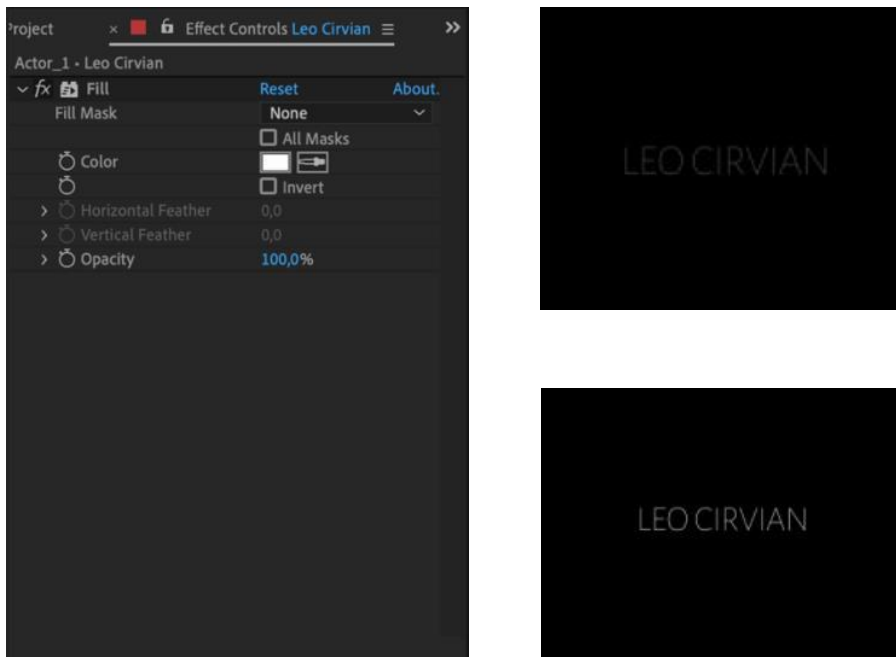 Project × Effect Controls Leo Cirvian ≡ »
Actor_1 - Leo Cirvian
fx Fill Reset About.
Fill Mask None
All Masks
Color
Invert
Horizontal Feather 0,0
Vertical Feather 0,0
Opacity 100,0%
LEO CIRVIAN
LEO CIRVIAN